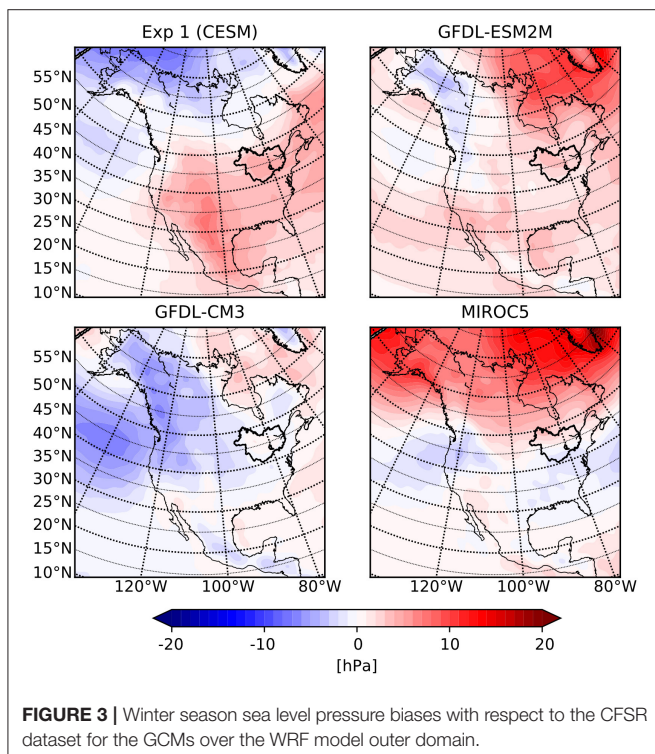 Exp 1 (CESM)
GFDL-ESM2M
55°N
50°N
45°N
40°N
35°N
30°N
25°N
20°N
15°N
10°N
GFDL-CM3
MIROC5
55°N
50°N
45°N
40°N
35°N
30°N
25°N
20°N
15°N
10°N
120°W 100°W 80°W
120°W 100°W 80°W
-20 -10 0 10 20
[hPa]
FIGURE 3 | Winter season sea level pressure biases with respect to the CFSR
dataset for the GCMs over the WRF model outer domain.